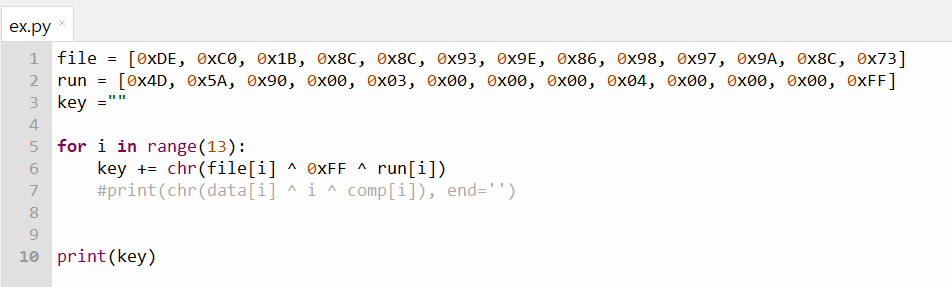 ex.py ×
1 file = [0xDE, 0xC0, 0x1B, 0x8C, 0x8C, 0x93, 0x9E, 0x86, 0x98, 0x97, 0x9A, 0x8C, 0x73]
2 run = [0x4D, 0x5A, 0x90, 0x00, 0x03, 0x00, 0x00, 0x00, 0x04, 0x00, 0x00, 0x00, 0xFF]
3 key =""
4
5 for i in range(13):
6     key += chr(file[i] ^ 0xFF ^ run[i])
7     #print(chr(data[i] ^ i ^ comp[i]), end='')
8
9
10 print(key)